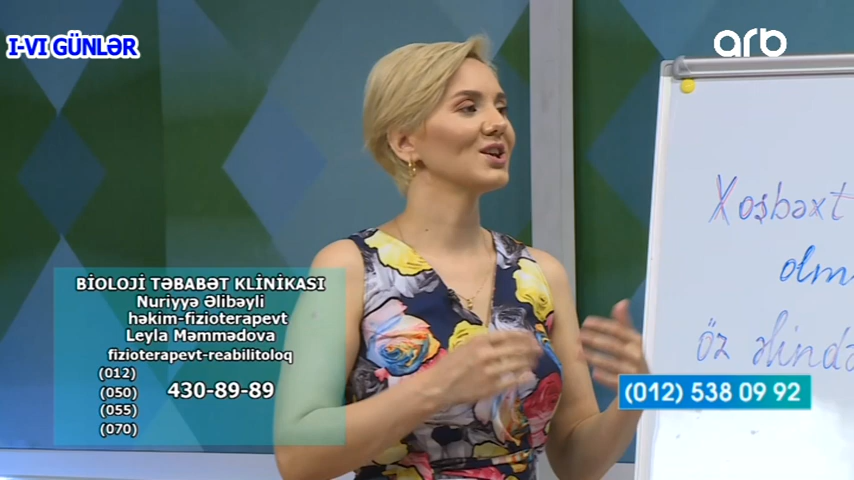 I-VI GÜNLƏR
arb
Xoşbəxt
olm
öz əlində
BİOLOJİ TƏBABƏT KLİNİKASI
Nuriyyə Əlibəyli
həkim-fizioterapevt
Leyla Məmmədova
fizioterapevt-reabilitoloq
(012)
(050) 430-89-89
(055)
(070)
(012) 538 09 92